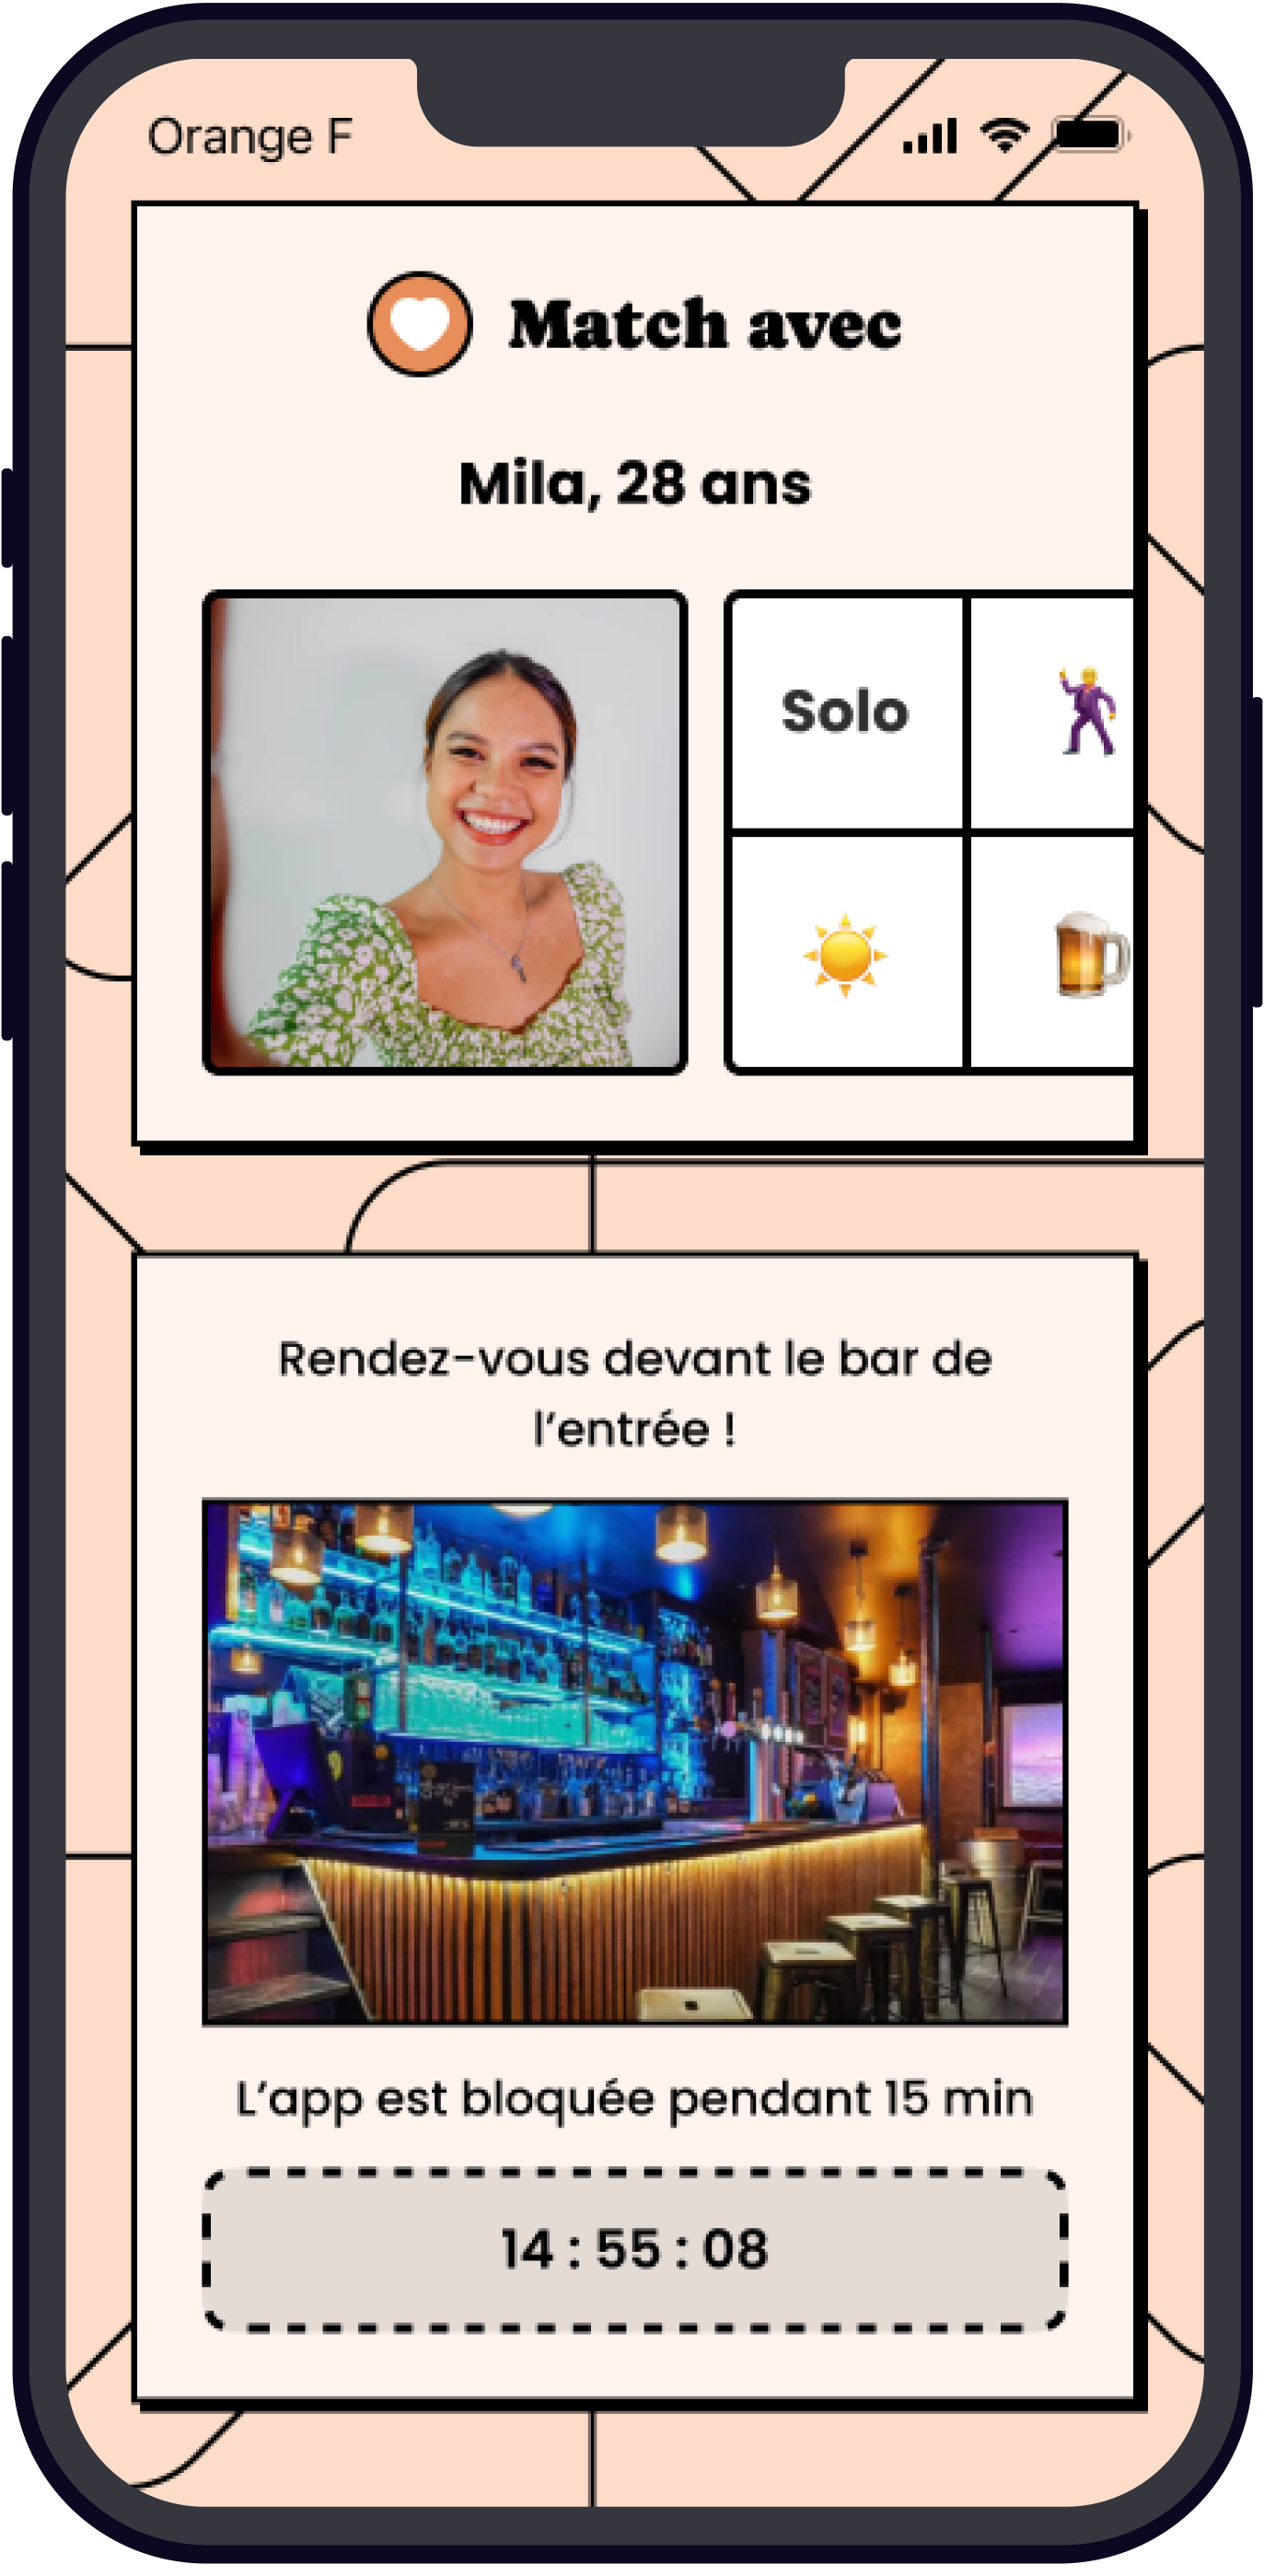 Orange F
Match avec
Mila, 28 ans
Solo
Rendez-vous devant le bar de
l’entrée !
L’app est bloquée pendant 15 min
14 : 55 : 08